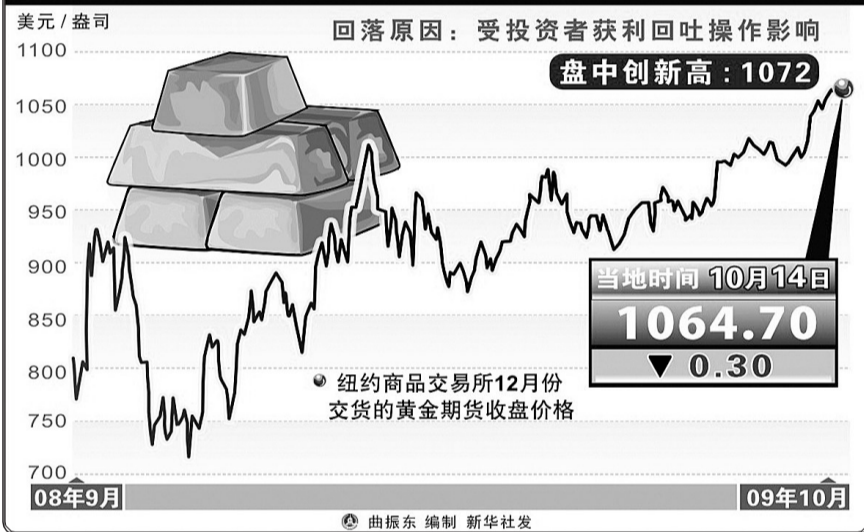 美元/盎司
回落原因：受投资者获利回吐操作影响
盘中创新高：1072
1100
1050
1000
950
900
850
800
750
700
当地时间 10月14日
1064.70
▼ 0.30
纽约商品交易所12月份
交货的黄金期货收盘价格
08年9月
09年10月
曲振东 编制 新华社发